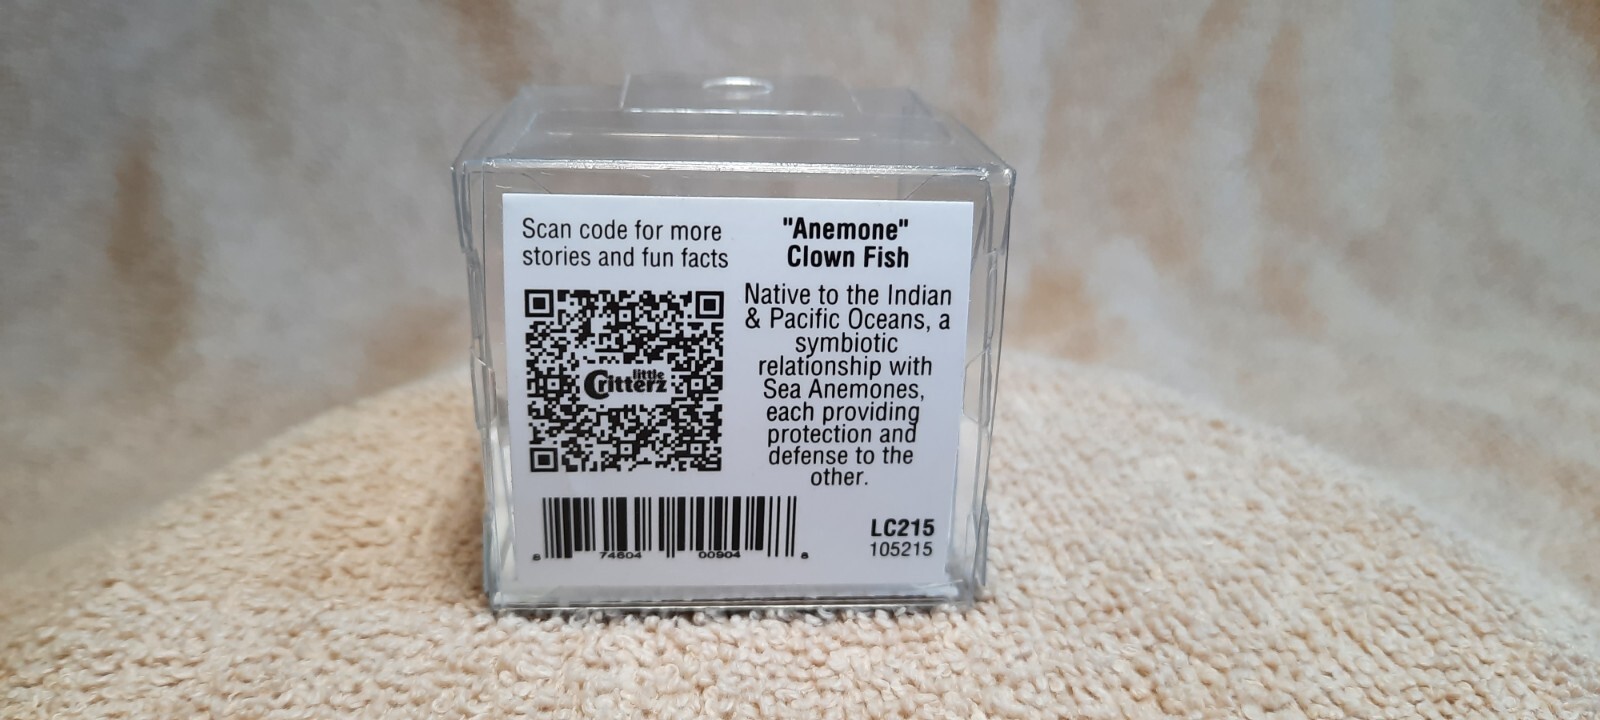 Scan code for more
stories and fun facts
little
Critterz
"Anemone"
Clown Fish
Native to the Indian
& Pacific Oceans, a
symbiotic
relationship with
Sea Anemones,
each providing
protection and
defense to the
other.
8 74604 00904 8
LC215
105215